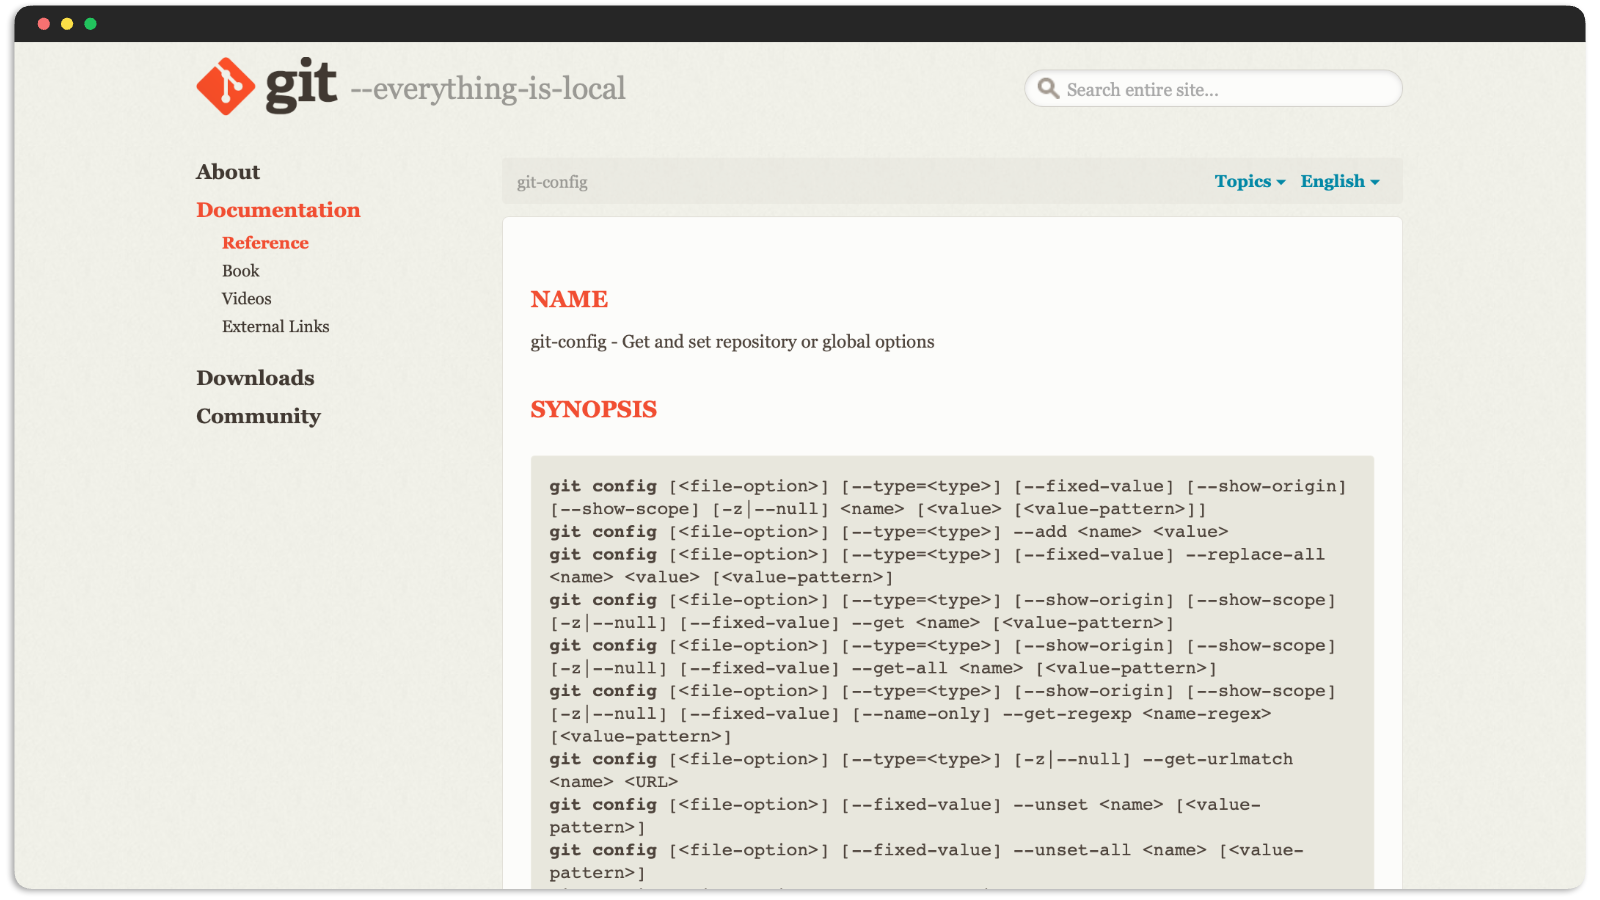 git --everything-is-local
Search entire site...
About
Documentation
Reference
Book
Videos
External Links
Downloads
Community
git-config
Topics
English
NAME
git-config - Get and set repository or global options
SYNOPSIS
git config [<file-option>] [--type=<type>] [--fixed-value] [--show-origin]
[--show-scope] [-z|--null] <name> [<value> [<value-pattern>]]
git config [<file-option>] [--type=<type>] --add <name> <value>
git config [<file-option>] [--type=<type>] [--fixed-value] --replace-all
<name> <value> [<value-pattern>]
git config [<file-option>] [--type=<type>] [--show-origin] [--show-scope]
[-z|--null] [--fixed-value] --get <name> [<value-pattern>]
git config [<file-option>] [--type=<type>] [--show-origin] [--show-scope]
[-z|--null] [--fixed-value] --get-all <name> [<value-pattern>]
git config [<file-option>] [--type=<type>] [--show-origin] [--show-scope]
[-z|--null] [--fixed-value] [--name-only] --get-regexp <name-regex>
[<value-pattern>]
git config [<file-option>] [--type=<type>] [-z|--null] --get-urlmatch
<name> <URL>
git config [<file-option>] [--fixed-value] --unset <name> [<value-
pattern>]
git config [<file-option>] [--fixed-value] --unset-all <name> [<value-
pattern>]